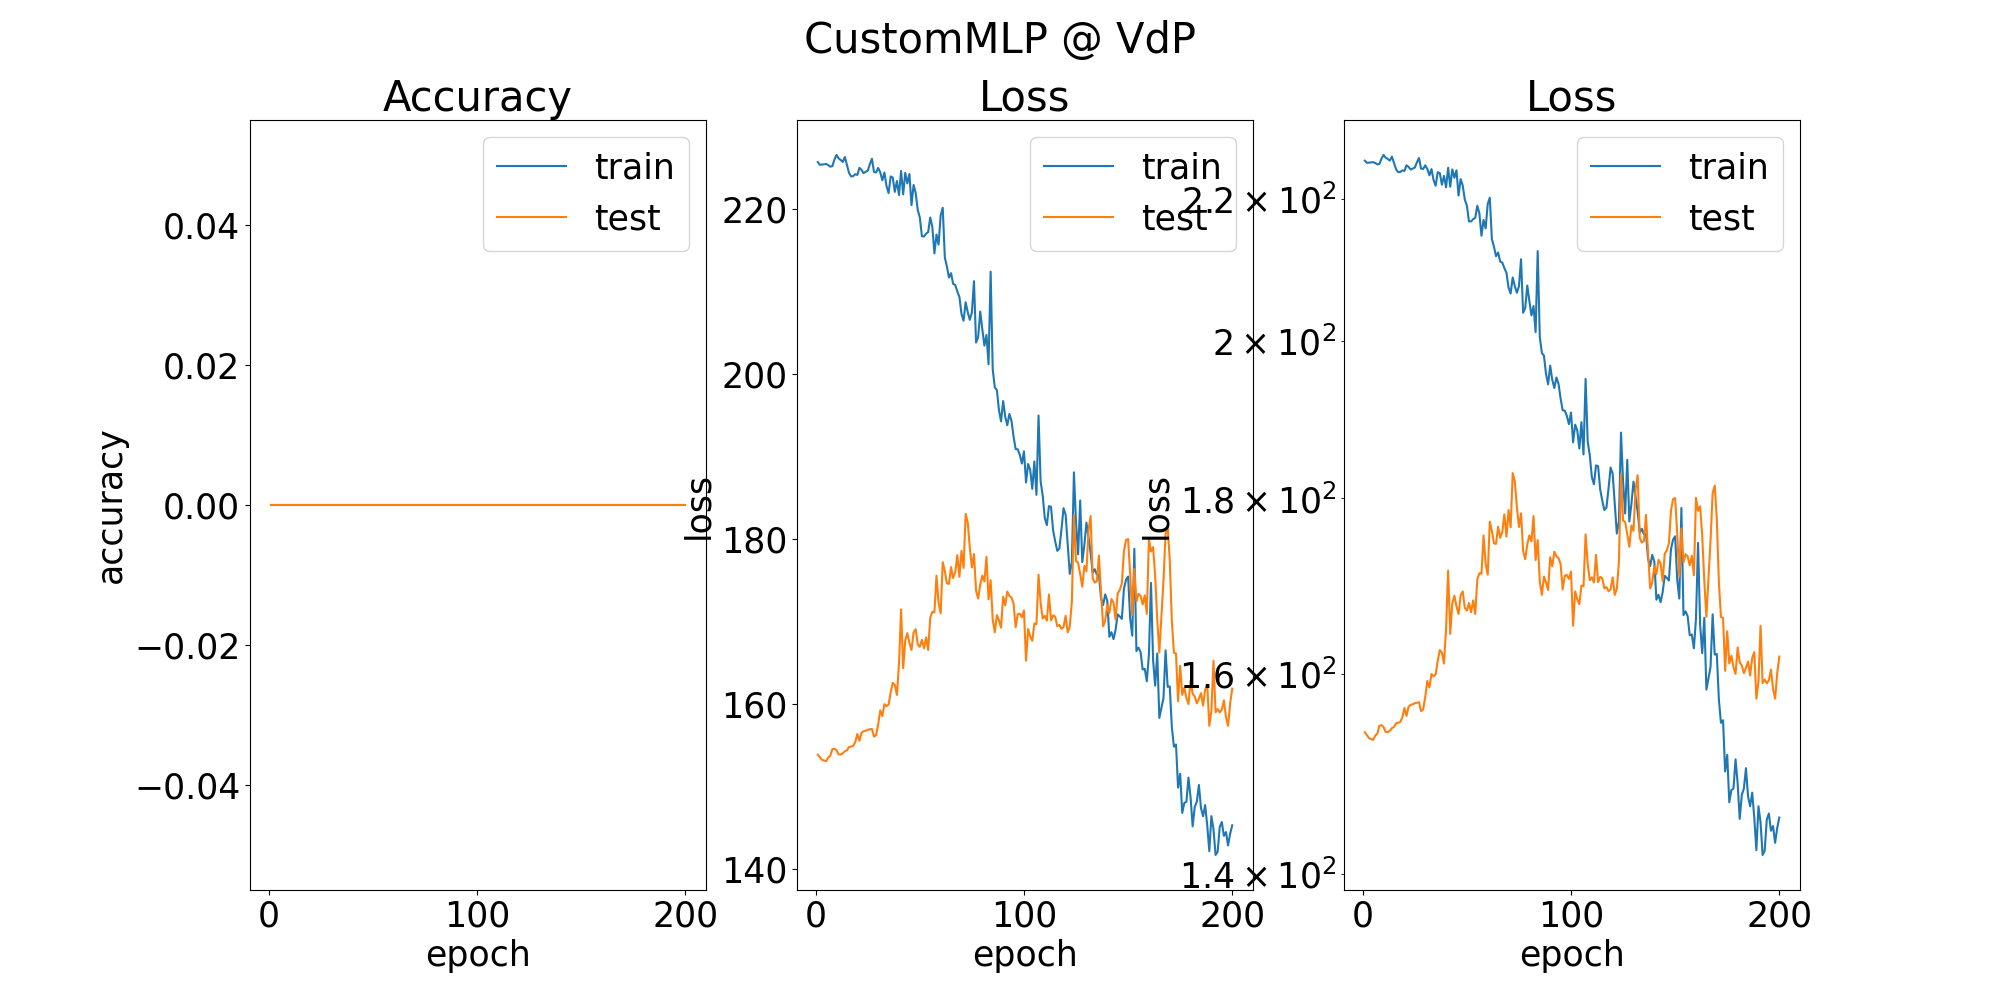 CustomMLP @ VdP
Accuracy
train
test
0.04
0.02
0.00
−0.02
−0.04
accuracy
0 100 200
epoch
Loss
train
test
220
200
180
160
140
loss
0 100 200
epoch
Loss
train
test
2.2 × 10²
2 × 10²
1.8 × 10²
1.6 × 10²
1.4 × 10²
loss
0 100 200
epoch